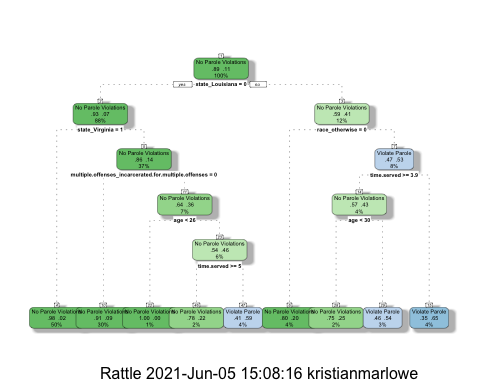 No Parole Violations
.89 .11
100%
yes state_Louisiana = 0 no
No Parole Violations
.93 .07
88%
state_Virginia = 1
No Parole Violations
.59 .41
12%
race_otherwise = 0
No Parole Violations
.86 .14
37%
multiple.offenses_incarcerated.for.multiple.offenses = 0
Violate Parole
.47 .53
8%
time.served >= 3.9
No Parole Violations
.64 .36
7%
age < 26
No Parole Violations
.57 .43
4%
age < 30
No Parole Violations
.54 .46
6%
time.served >= 5
No Parole Violations
.98 .02
50%
No Parole Violations
.91 .09
30%
No Parole Violations
1.00 .00
1%
No Parole Violations
.78 .22
2%
Violate Parole
.41 .59
4%
No Parole Violations
.80 .20
4%
No Parole Violations
.75 .25
2%
Violate Parole
.46 .54
3%
Violate Parole
.35 .65
4%
Rattle 2021-Jun-05 15:08:16 kristianmarlowe